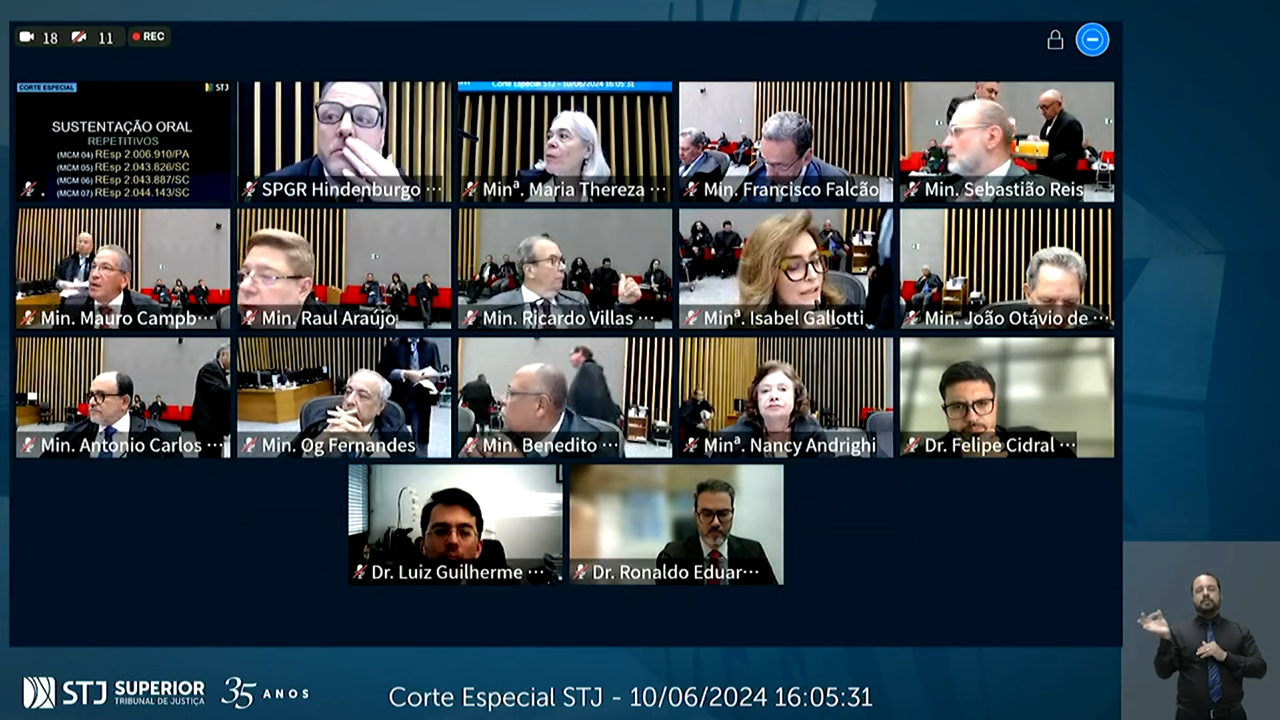 18 11 REC
CORTE ESPECIAL STJ
SUSTENTAÇÃO ORAL
REPETITIVOS
(MCM 04) REsp 2.006.910/PA
(MCM 05) REsp 2.043.826/SC
(MCM 06) REsp 2.043.887/SC
(MCM 07) REsp 2.044.143/SC
.
SPGR Hindenburgo ...
Corte Especial STJ - 10/06/2024 16:05:31
Minª. Maria Thereza ...
Min. Francisco Falcão
Min. Sebastião Reis
Min. Mauro Campb...
Min. Raul Araújo
Min. Ricardo Villas ...
Minª. Isabel Gallotti
Min. João Otávio de ...
Min. Antonio Carlos ...
Min. Og Fernandes
Min. Benedito ...
Minª. Nancy Andrighi
Dr. Felipe Cidral ...
Dr. Luiz Guilherme ...
Dr. Ronaldo Eduar...
STJ SUPERIOR
TRIBUNAL DE JUSTIÇA
35 ANOS
Corte Especial STJ - 10/06/2024 16:05:31